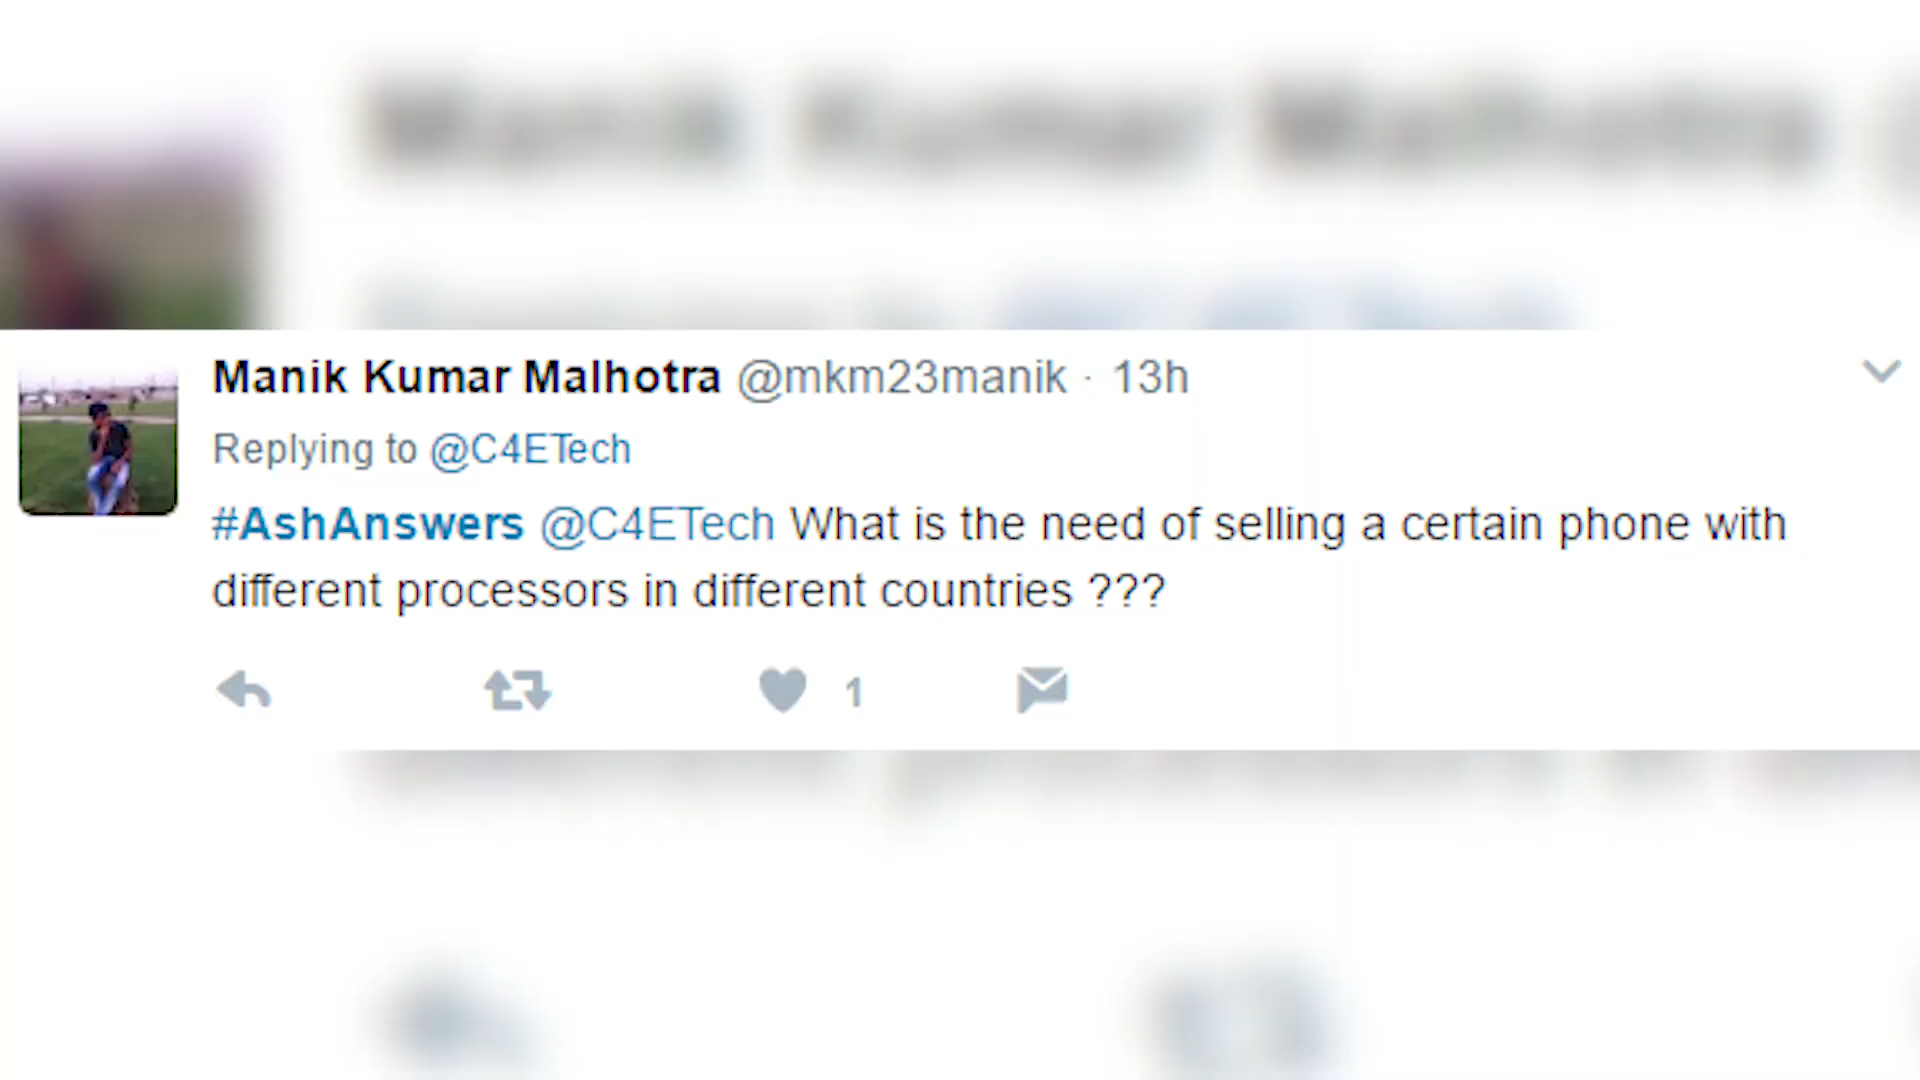 Manik Kumar Malhotra @mkm23manik · 13h
Replying to @C4ETech
#AshAnswers @C4ETech What is the need of selling a certain phone with
different processors in different countries ???
1